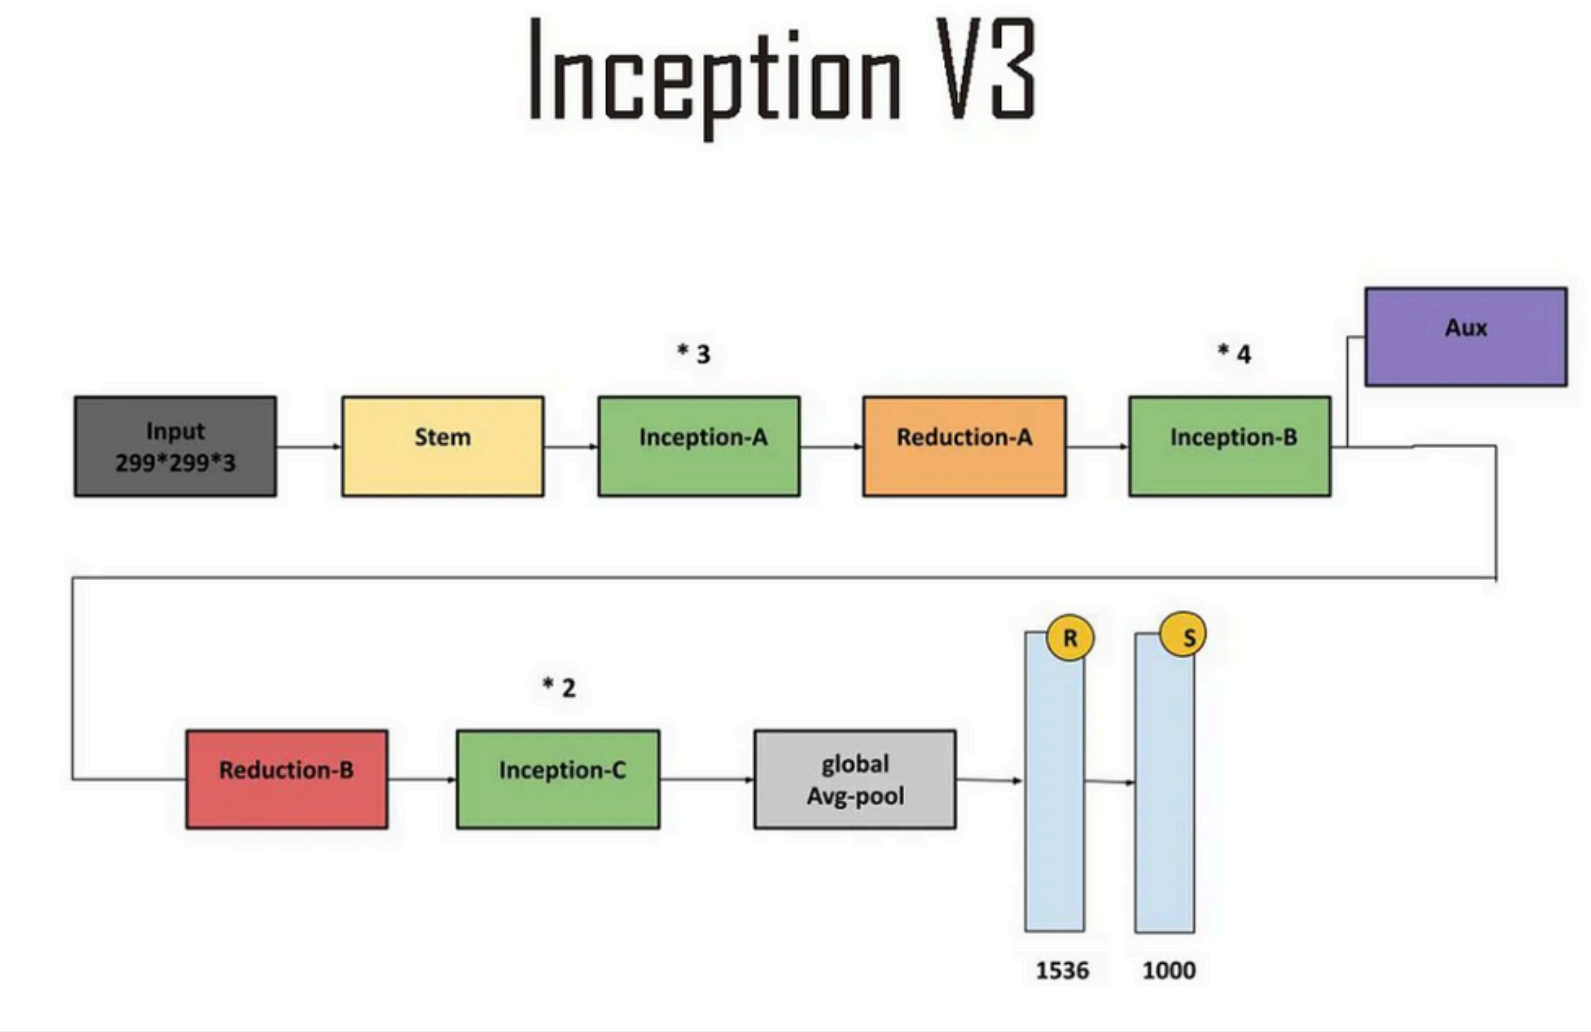 Inception V3
Aux
* 3
* 4
Input
299*299*3
Stem
Inception-A
Reduction-A
Inception-B
R
S
* 2
Reduction-B
Inception-C
global
Avg-pool
1536
1000